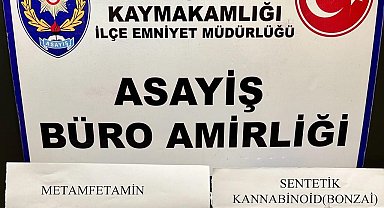 KAYMAKAMLIĞI
İLÇE EMNİYET MÜDÜRLÜĞÜ
ASAYİŞ
BÜRO AMİRLİĞİ
METAMFETAMİN
SENTETİK
KANNABİNOİD(BONZAİ)